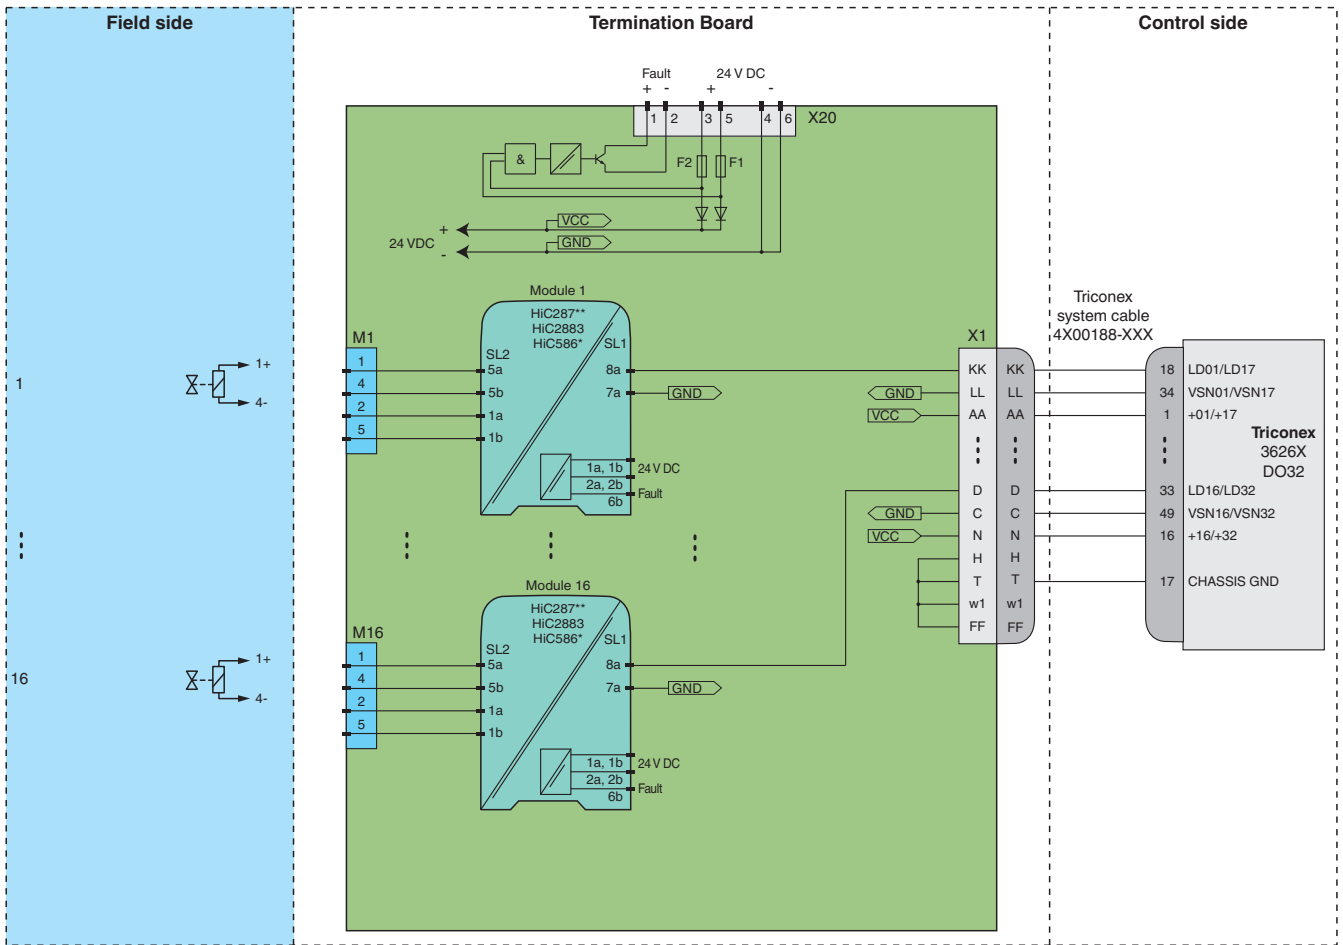 Field side
Termination Board
Control side
Fault
24 V DC
+ - + -
1 2 3 5 4 6 X20
& F2 F1
VCC
+
24 VDC
GND
-
Module 1
HiC287**
HiC2883
HiC586*
SL2
SL1
M1
1
4
2
5
5a
5b
1a
1b
8a
7a
GND
1a, 1b
2a, 2b
6b
24 V DC
Fault
1
1+
4-
Triconex
system cable
4X00188-XXX
X1
KK KK 18 LD01/LD17
GND LL LL 34 VSN01/VSN17
VCC AA AA 1 +01/+17
Triconex
3626X
DO32
D D 33 LD16/LD32
GND C C 49 VSN16/VSN32
VCC N N 16 +16/+32
H H
T T 17 CHASSIS GND
w1 w1
FF FF
Module 16
HiC287**
HiC2883
HiC586*
SL2
SL1
M16
1
4
2
5
5a
5b
1a
1b
8a
7a
GND
1a, 1b
2a, 2b
6b
24 V DC
Fault
16
1+
4-